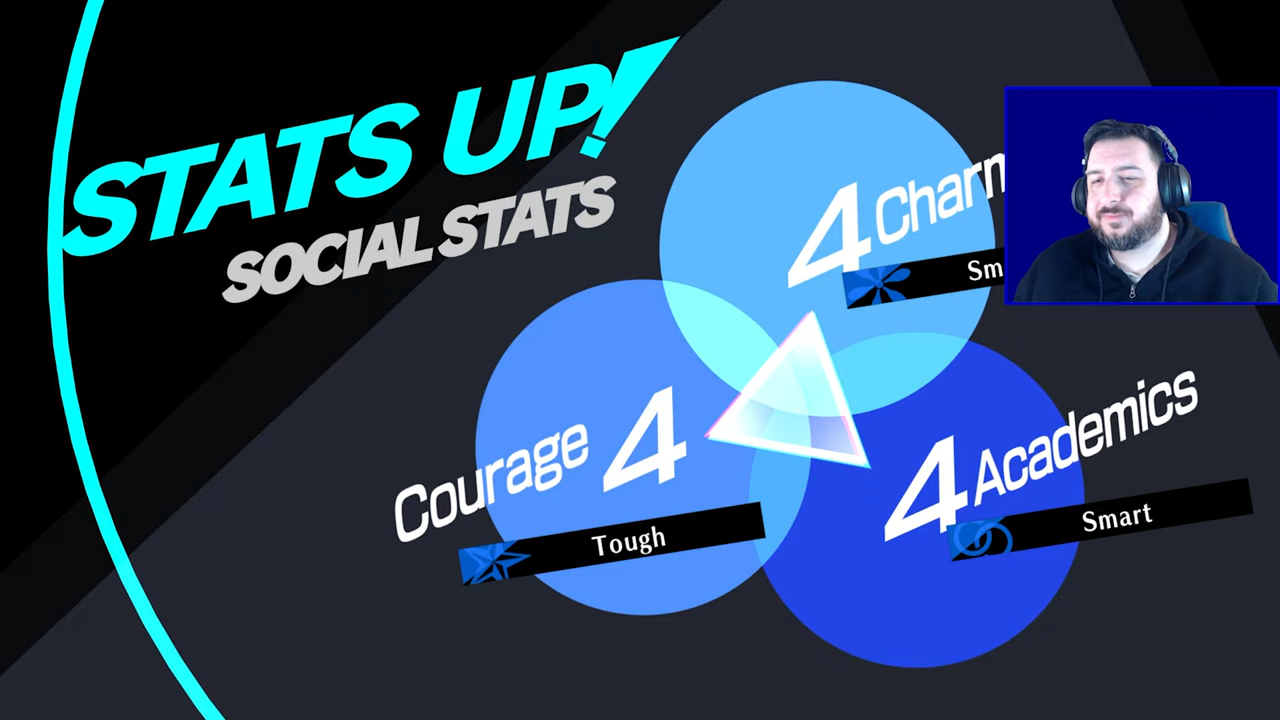 STATS UP!
SOCIAL STATS
4 Charm
Courage 4
4 Academics
Tough
Smart